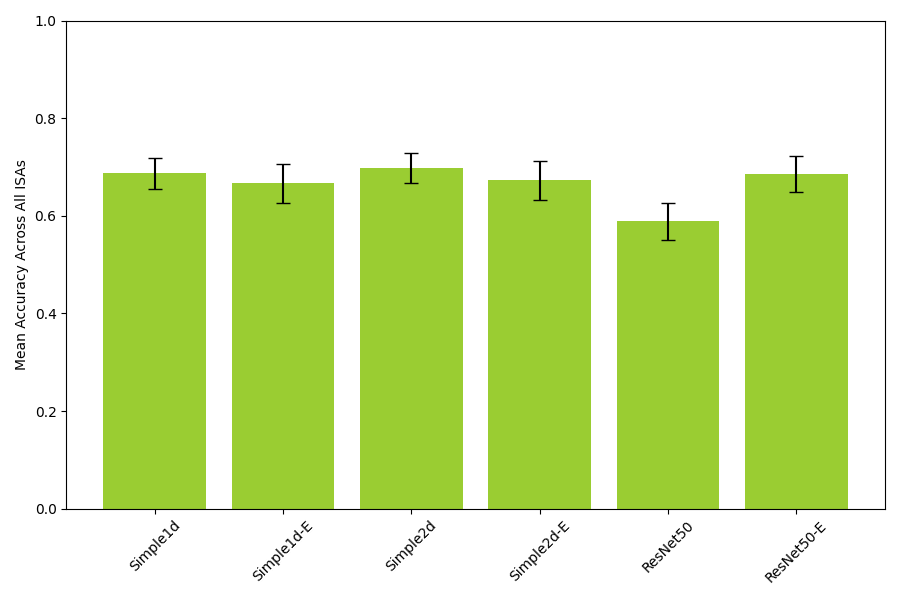 Mean Accuracy Across All ISAs
1.0
0.8
0.6
0.4
0.2
0.0
Simple1d
Simple1d-E
Simple2d
Simple2d-E
ResNet50
ResNet50-E